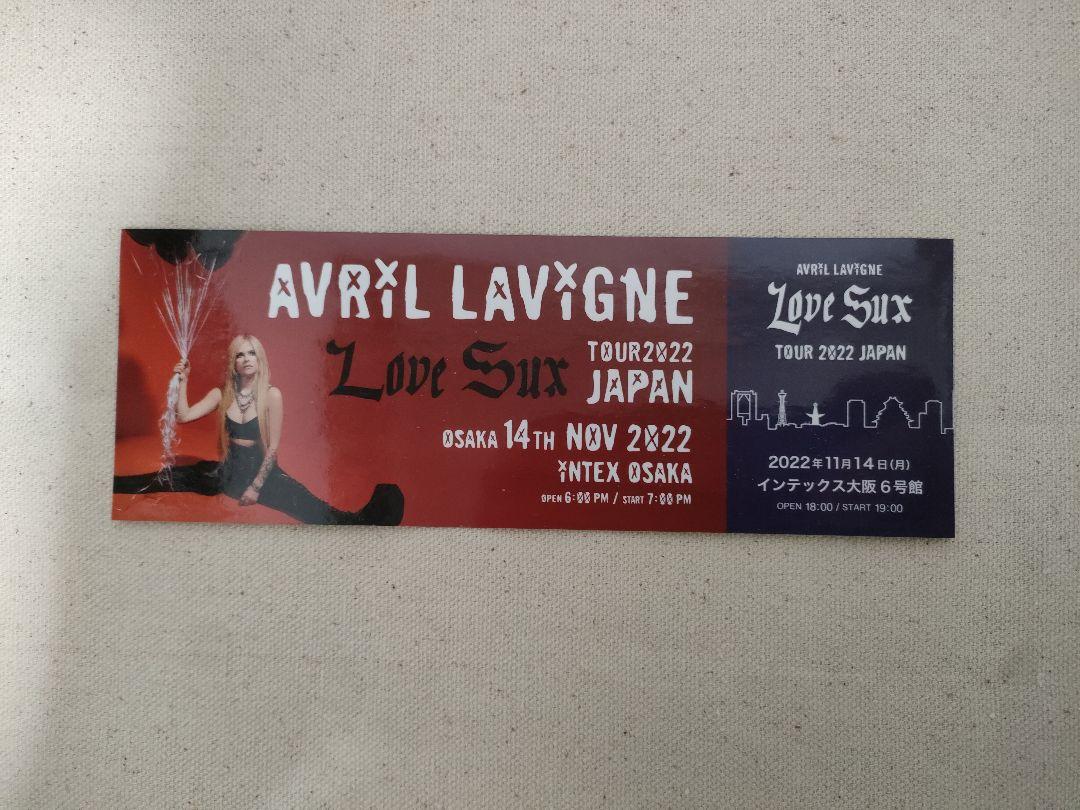 AVRiL LAViGNE
Love Sux
TOUR 2022
JAPAN
OSAKA 14TH NOV 2022
iNTEX OSAKA
OPEN 6:00 PM / START 7:00 PM
AVRiL LAViGNE
Love Sux
TOUR 2022 JAPAN
2022年11月14日(月)
インテックス大阪6号館
OPEN 18:00 / START 19:00